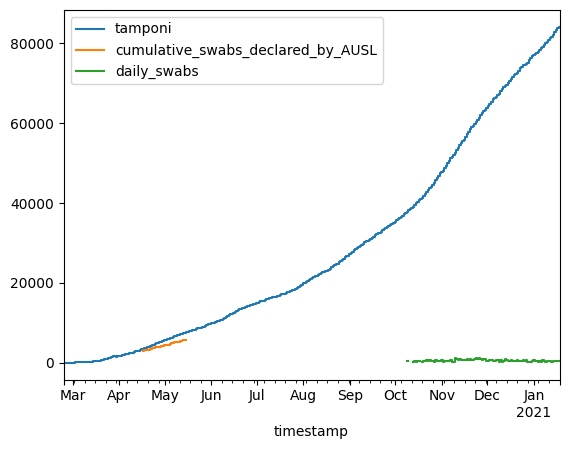 tamponi
cumulative_swabs_declared_by_AUSL
daily_swabs
80000
60000
40000
20000
0
Mar Apr May Jun Jul Aug Sep Oct Nov Dec Jan
2021
timestamp